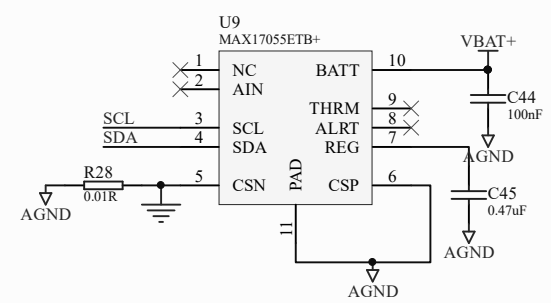 U9
MAX17055ETB+
VBAT+
1 NC BATT 10
2 AIN
THRM 9
C44
100nF
SCL 3 SCL ALRT 8
SDA 4 SDA REG 7
AGND
R28
0.01R
5 CSN PAD CSP 6
C45
0.47uF
AGND
11
AGND
AGND